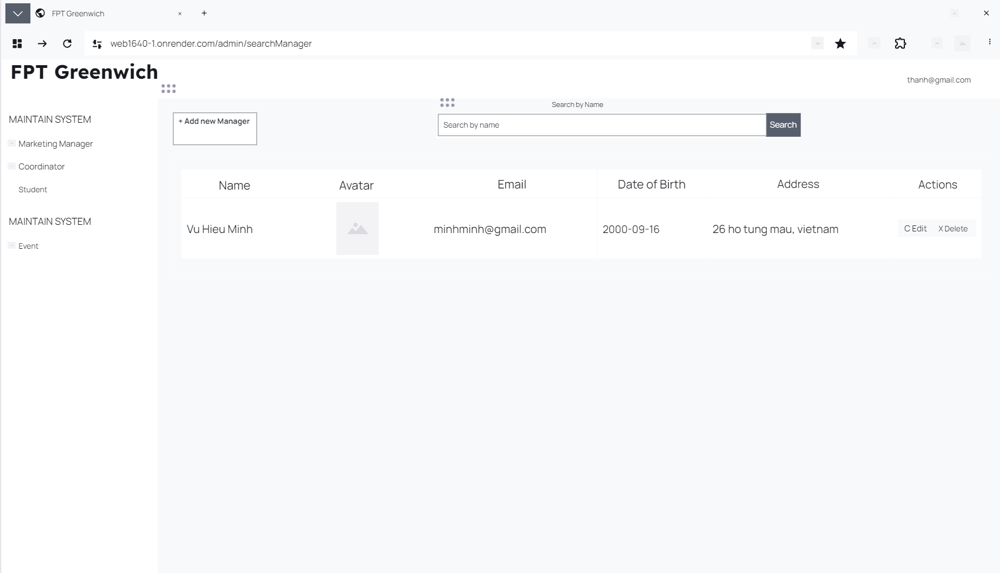 FPT Greenwich
web1640-1.onrender.com/admin/searchManager
FPT Greenwich
thanh@gmail.com
MAINTAIN SYSTEM
Marketing Manager
Coordinator
Student
MAINTAIN SYSTEM
Event
+ Add new Manager
Search by Name
Search by name
Search
Name Avatar Email Date of Birth Address Actions
Vu Hieu Minh minhminh@gmail.com 2000-09-16 26 ho tung mau, vietnam C Edit X Delete